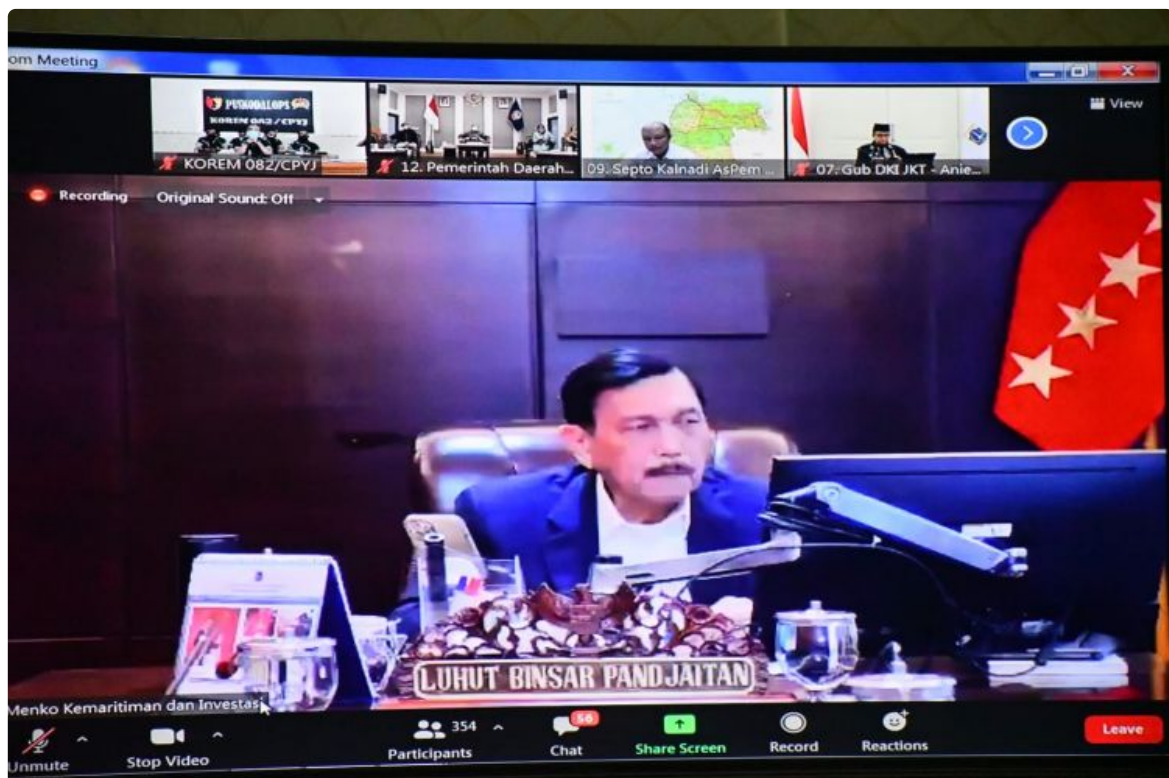 om Meeting
View
PUSKODALOPS
KOREM 082/CPYJ
KOREM 082/CPYJ
12. Pemerintah Daerah...
09. Septo Kalnadi AsPem ...
07. Gub DKI JKT - Anie...
Recording
Original Sound: Off
LUHUT BINSAR PANDJAITAN
Menko Kemaritiman dan Investas
Unmute
Stop Video
354
Participants
56
Chat
Share Screen
Record
Reactions
Leave